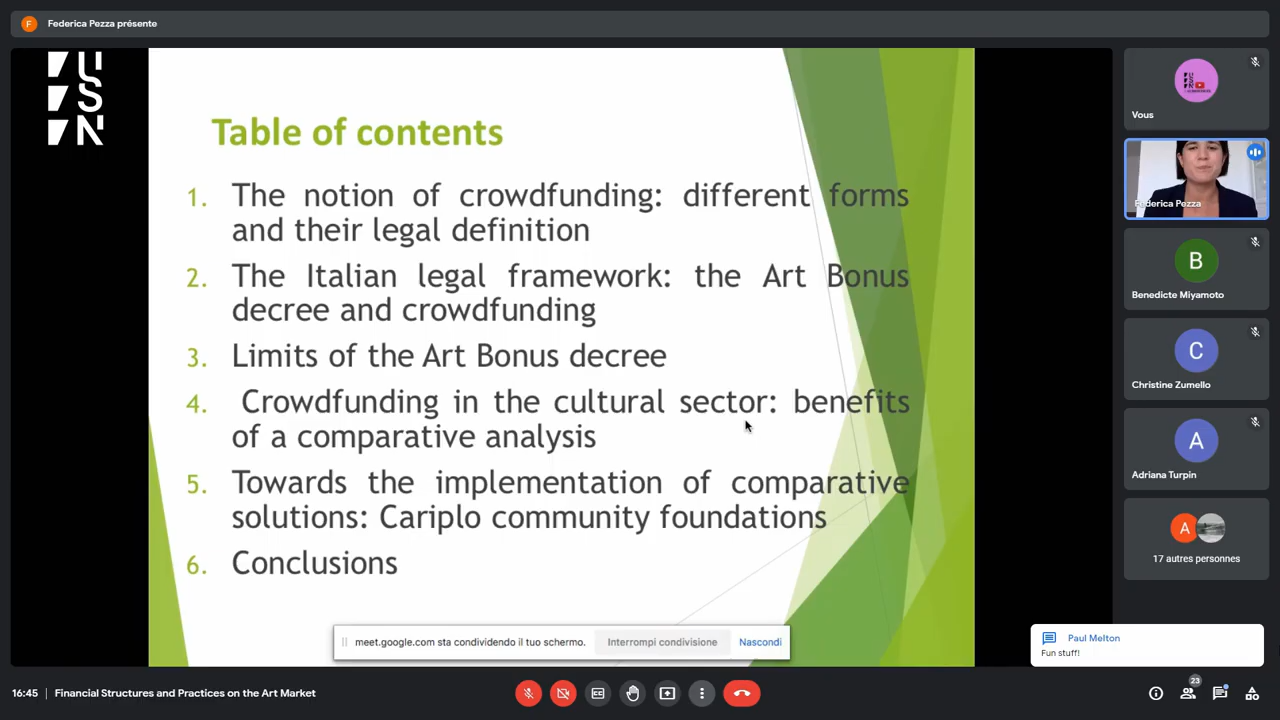 Federica Pezza présente
F
USN
Table of contents
1. The notion of crowdfunding: different forms
and their legal definition
2. The Italian legal framework: the Art Bonus
decree and crowdfunding
3. Limits of the Art Bonus decree
4. Crowdfunding in the cultural sector: benefits
of a comparative analysis
5. Towards the implementation of comparative
solutions: Cariplo community foundations
6. Conclusions
meet.google.com sta condividendo il tuo schermo.
Interrompi condivisione
Nascondi
Vous
Federica Pezza
B
Benedicte Miyamoto
C
Christine Zumello
A
Adriana Turpin
A
17 autres personnes
Paul Melton
Fun stuff!
16:45
Financial Structures and Practices on the Art Market
23